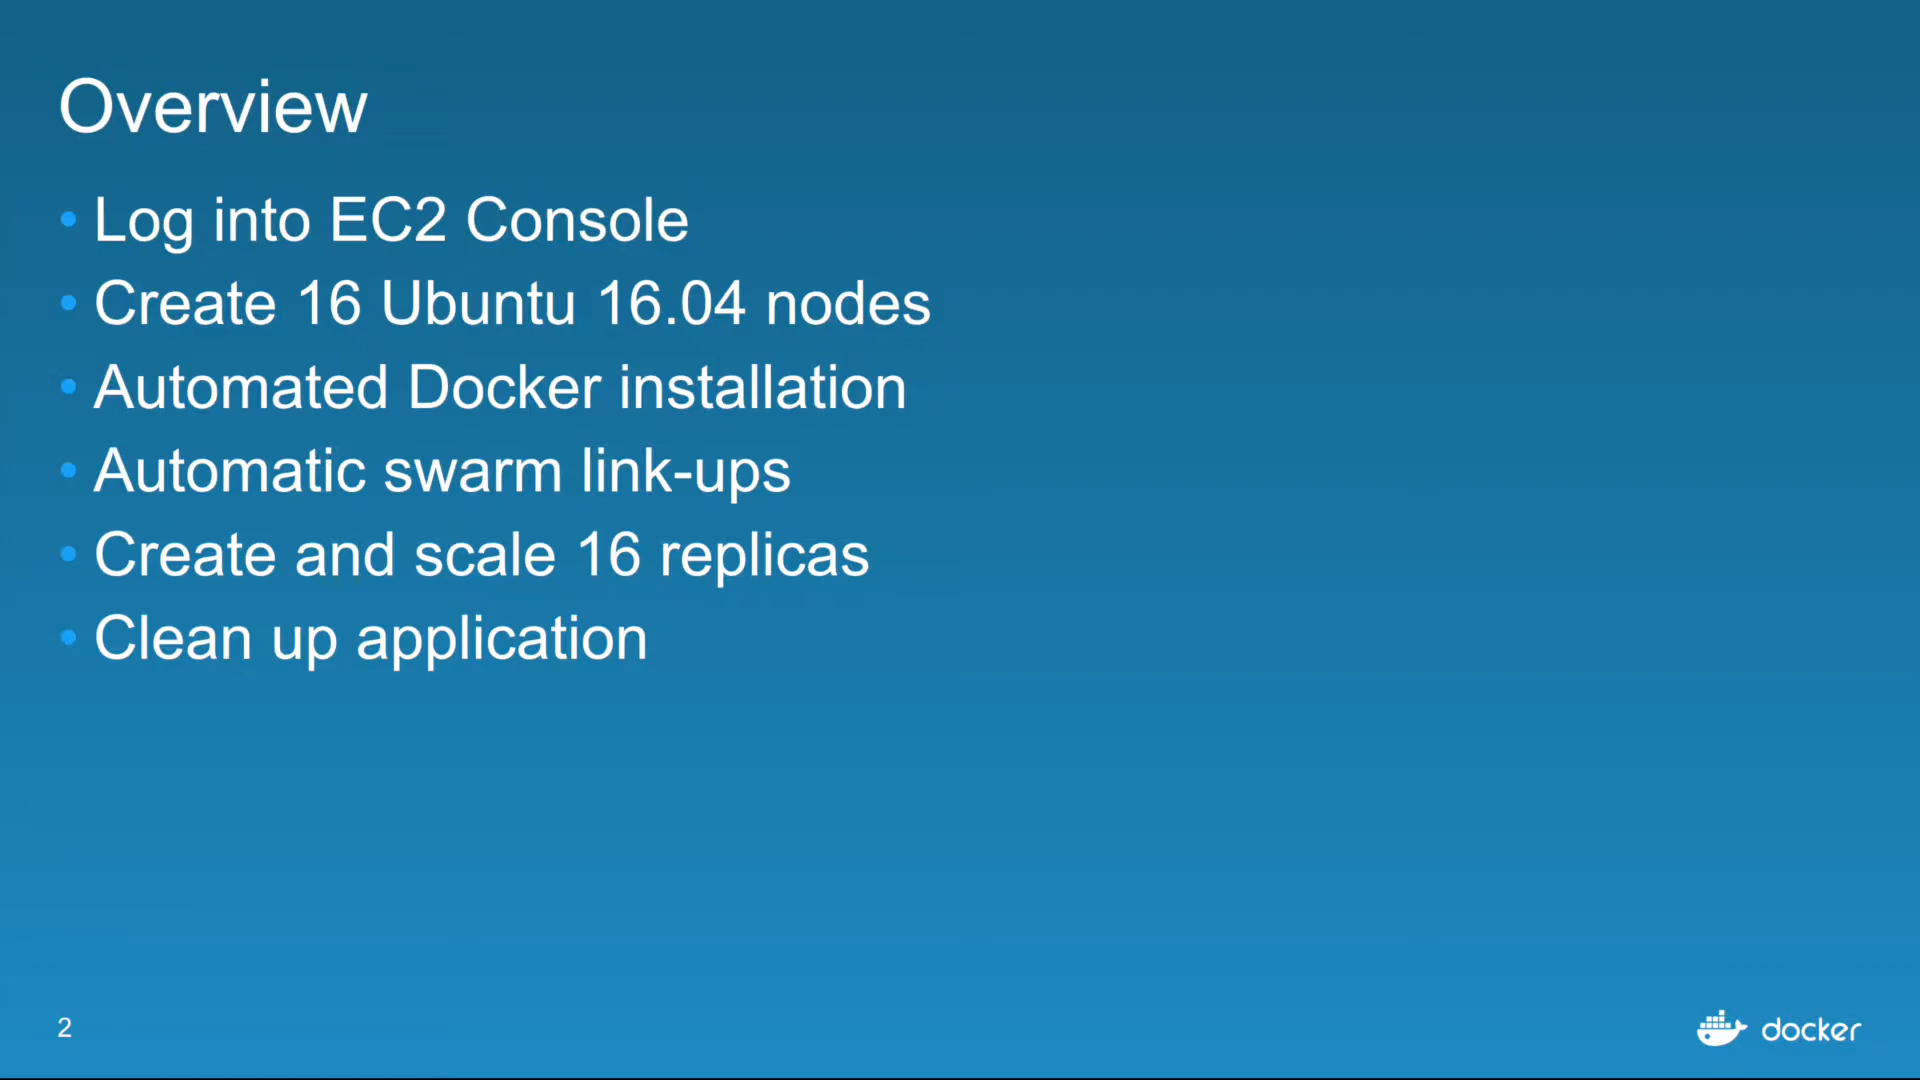 Overview
• Log into EC2 Console
• Create 16 Ubuntu 16.04 nodes
• Automated Docker installation
• Automatic swarm link-ups
• Create and scale 16 replicas
• Clean up application
2
docker